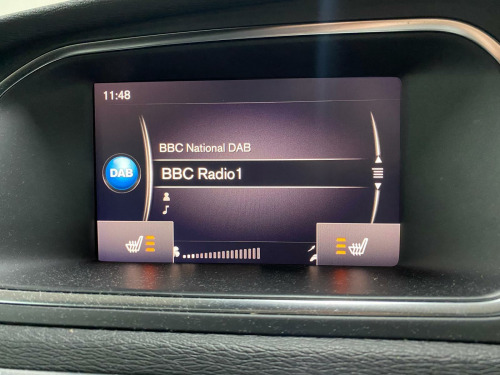 11:48
BBC National DAB
DAB
BBC Radio1